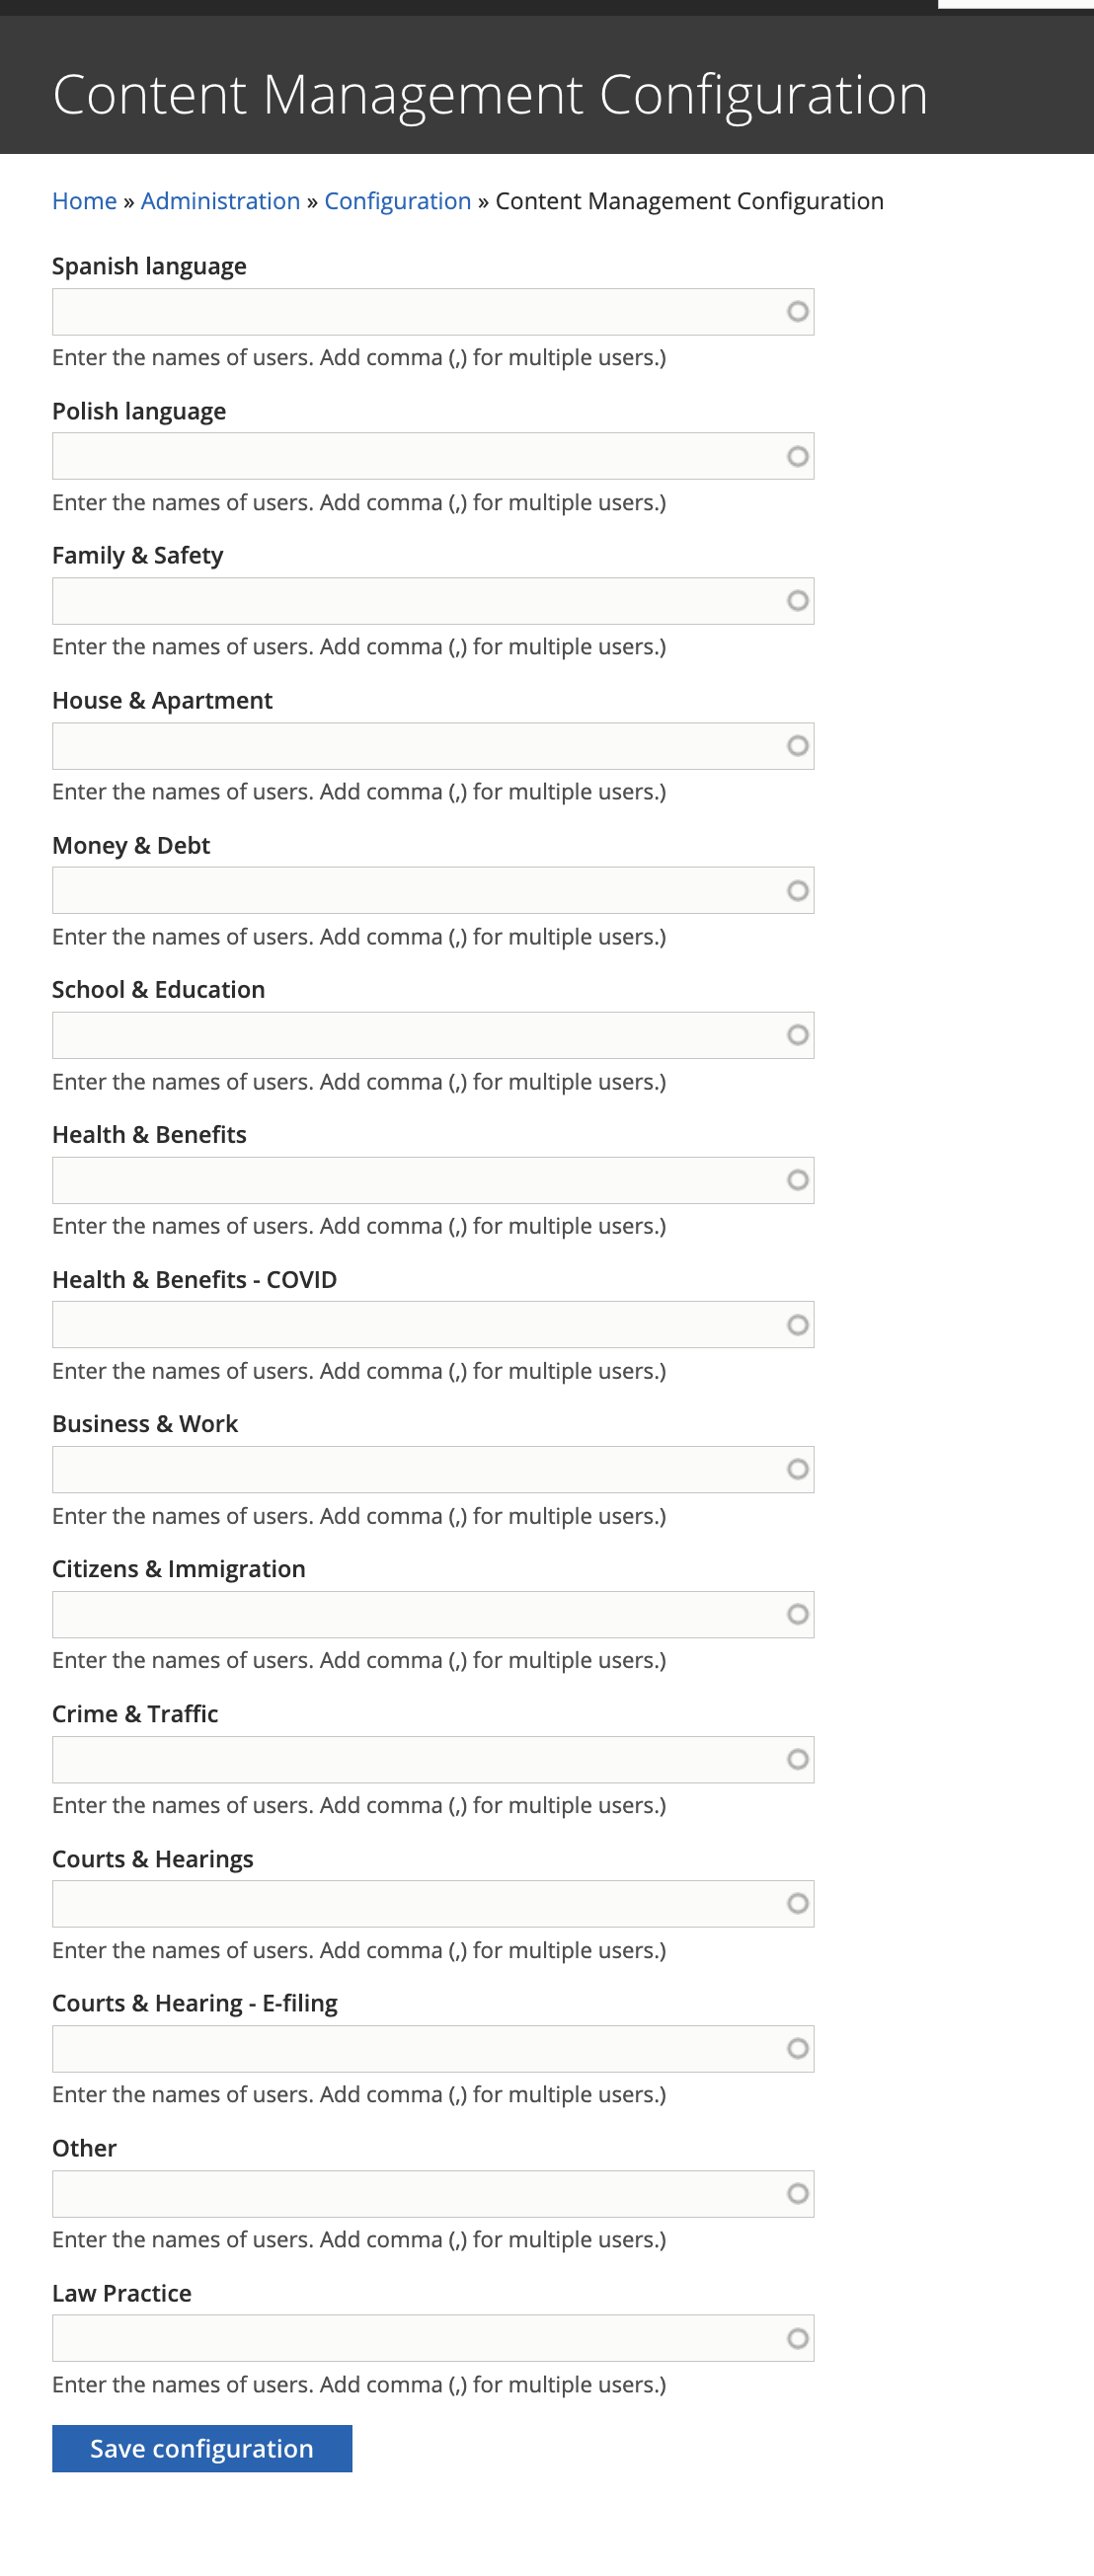 Content Management Configuration
Home » Administration » Configuration » Content Management Configuration
Spanish language
Enter the names of users. Add comma (,) for multiple users.)
Polish language
Enter the names of users. Add comma (,) for multiple users.)
Family & Safety
Enter the names of users. Add comma (,) for multiple users.)
House & Apartment
Enter the names of users. Add comma (,) for multiple users.)
Money & Debt
Enter the names of users. Add comma (,) for multiple users.)
School & Education
Enter the names of users. Add comma (,) for multiple users.)
Health & Benefits
Enter the names of users. Add comma (,) for multiple users.)
Health & Benefits - COVID
Enter the names of users. Add comma (,) for multiple users.)
Business & Work
Enter the names of users. Add comma (,) for multiple users.)
Citizens & Immigration
Enter the names of users. Add comma (,) for multiple users.)
Crime & Traffic
Enter the names of users. Add comma (,) for multiple users.)
Courts & Hearings
Enter the names of users. Add comma (,) for multiple users.)
Courts & Hearing - E-filing
Enter the names of users. Add comma (,) for multiple users.)
Other
Enter the names of users. Add comma (,) for multiple users.)
Law Practice
Enter the names of users. Add comma (,) for multiple users.)
Save configuration